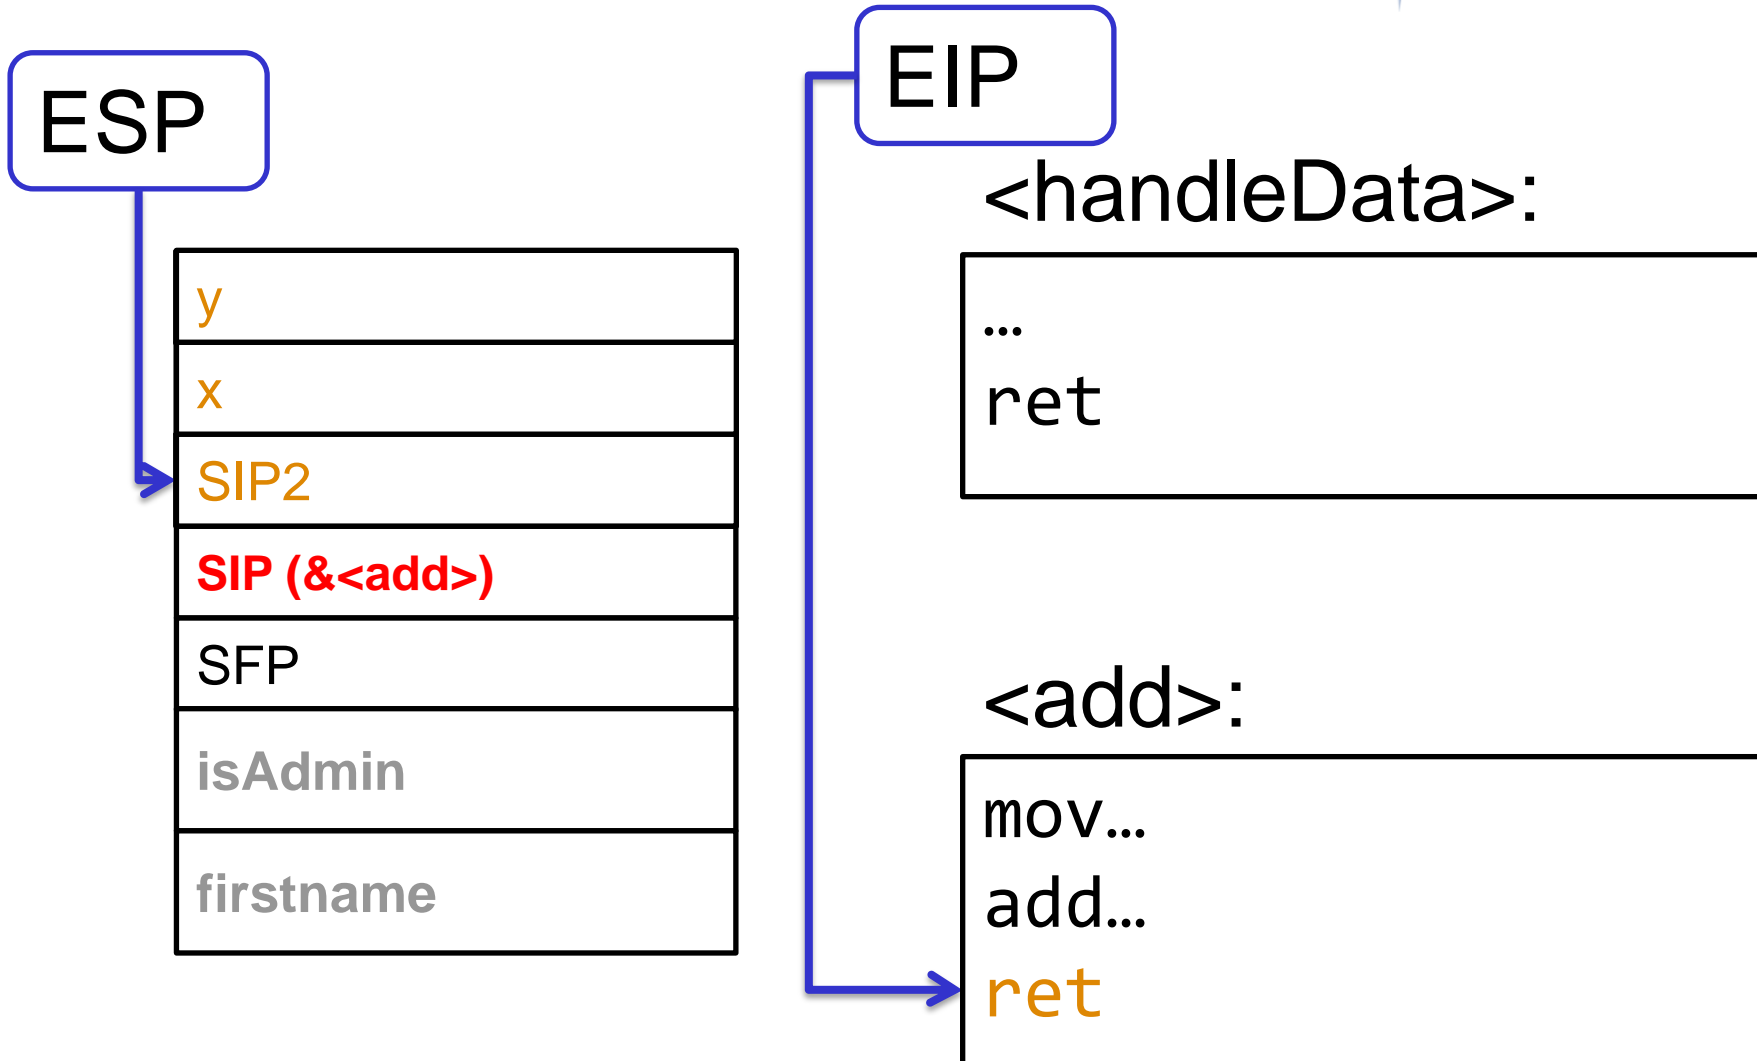 ESP
y
x
SIP2
SIP (&<add>)
SFP
isAdmin
firstname
EIP
<handleData>:
…
ret
<add>:
mov…
add…
ret